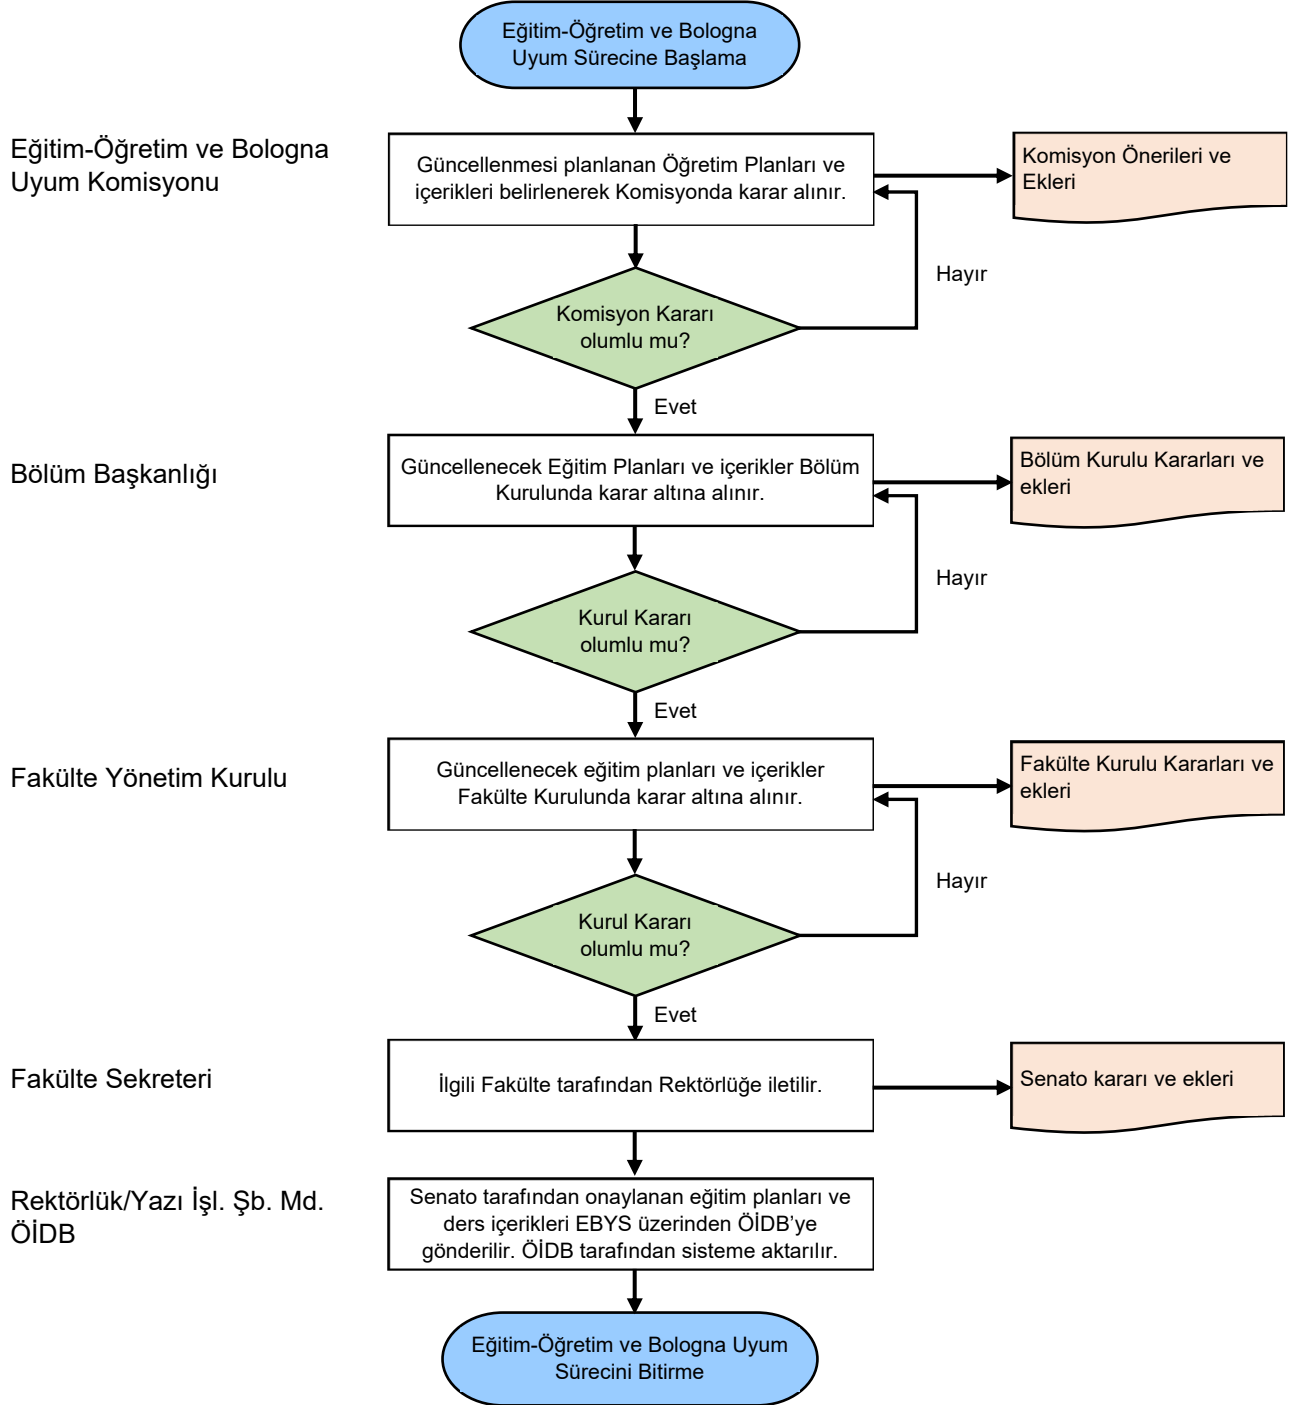 Eğitim-Öğretim ve Bologna
Uyum Sürecine Başlama
Eğitim-Öğretim ve Bologna
Uyum Komisyonu
Güncellenmesi planlanan Öğretim Planları ve
içerikleri belirlenerek Komisyonda karar alınır.
Komisyon Önerileri ve
Ekleri
Hayır
Komisyon Kararı
olumlu mu?
Evet
Bölüm Başkanlığı
Güncellenecek Eğitim Planları ve içerikler Bölüm
Kurulunda karar altına alınır.
Bölüm Kurulu Kararları ve
ekleri
Hayır
Kurul Kararı
olumlu mu?
Evet
Fakülte Yönetim Kurulu
Güncellenecek eğitim planları ve içerikler
Fakülte Kurulunda karar altına alınır.
Fakülte Kurulu Kararları ve
ekleri
Hayır
Kurul Kararı
olumlu mu?
Evet
Fakülte Sekreteri
İlgili Fakülte tarafından Rektörlüğe iletilir.
Senato kararı ve ekleri
Rektörlük/Yazı İşl. Şb. Md.
ÖİDB
Senato tarafından onaylanan eğitim planları ve
ders içerikleri EBYS üzerinden ÖİDB’ye
gönderilir. ÖİDB tarafından sisteme aktarılır.
Eğitim-Öğretim ve Bologna Uyum
Sürecini Bitirme